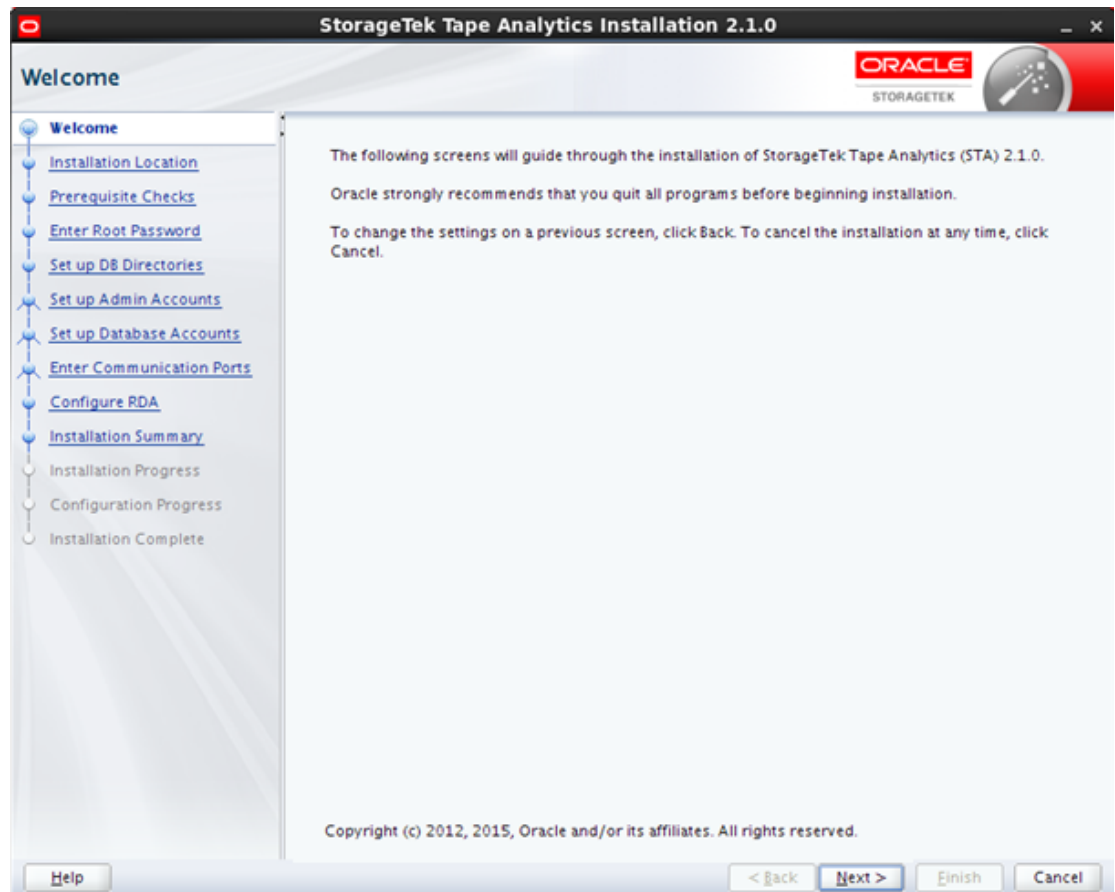 StorageTek Tape Analytics Installation 2.1.0
Welcome
ORACLE
STORAGETEK
Welcome
Installation Location
Prerequisite Checks
Enter Root Password
Set up DB Directories
Set up Admin Accounts
Set up Database Accounts
Enter Communication Ports
Configure RDA
Installation Summary
Installation Progress
Configuration Progress
Installation Complete
The following screens will guide through the installation of StorageTek Tape Analytics (STA) 2.1.0.
Oracle strongly recommends that you quit all programs before beginning installation.
To change the settings on a previous screen, click Back. To cancel the installation at any time, click
Cancel.
Copyright (c) 2012, 2015, Oracle and/or its affiliates. All rights reserved.
Help
< Back
Next >
Finish
Cancel